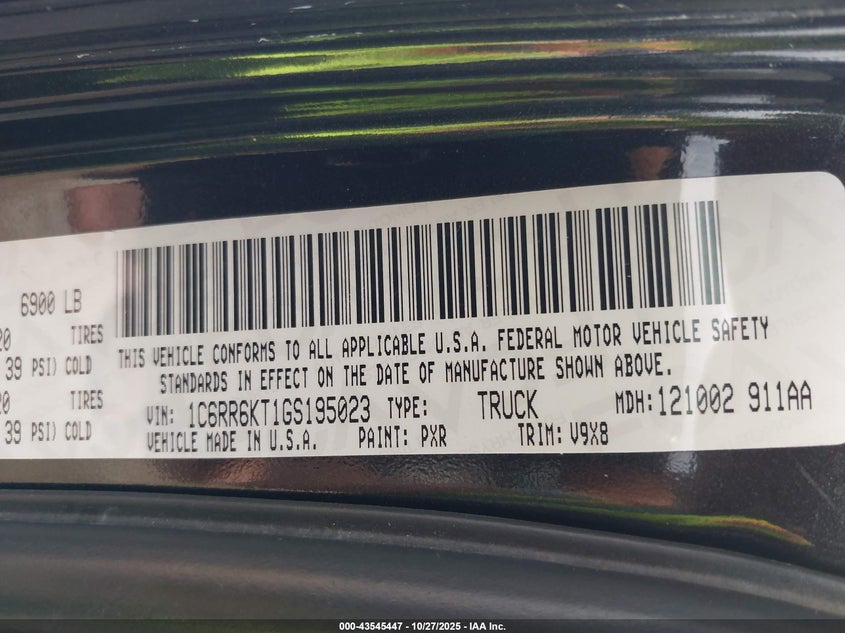 6900 LB
20 TIRES
39 PSI) COLD
20 TIRES
39 PSI) COLD
THIS VEHICLE CONFORMS TO ALL APPLICABLE U.S.A. FEDERAL MOTOR VEHICLE SAFETY
STANDARDS IN EFFECT ON THE DATE OF MANUFACTURE SHOWN ABOVE.
VIN: 1C6RR6KT1GS195023 TYPE: TRUCK MDH:121002 911AA
VEHICLE MADE IN U.S.A. PAINT: PXR TRIM: V9X8
000-43545447 - 10/27/2025 - IAA Inc.